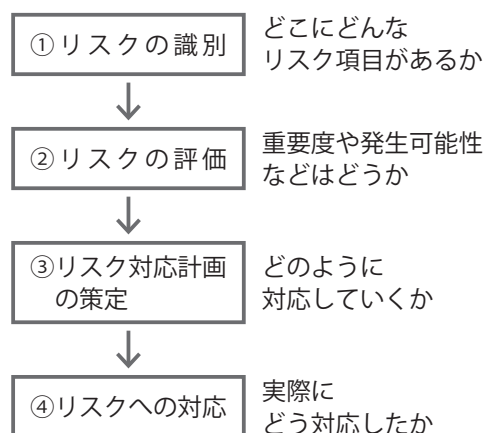 ①リスクの識別
どこにどんな
リスク項目があるか
②リスクの評価
重要度や発生可能性
などはどうか
③リスク対応計画
の策定
どのように
対応していくか
④リスクへの対応
実際に
どう対応したか